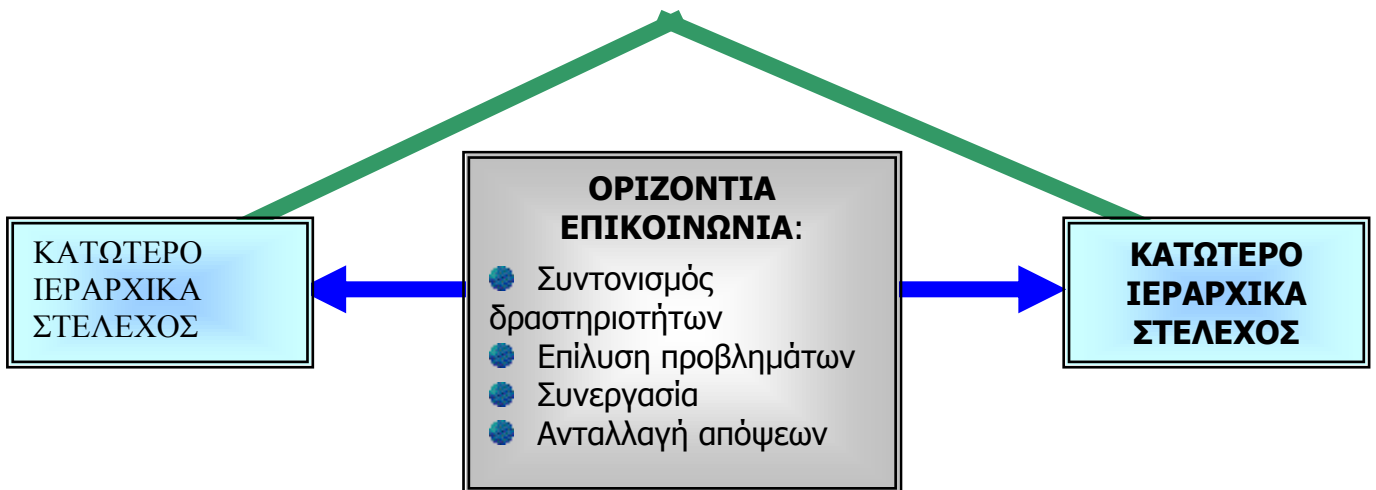 ΚΑΤΩΤΕΡΟ
ΙΕΡΑΡΧΙΚΑ
ΣΤΕΛΕΧΟΣ
ΟΡΙΖΟΝΤΙΑ
ΕΠΙΚΟΙΝΩΝΙΑ:
Συντονισμός
δραστηριοτήτων
Επίλυση προβλημάτων
Συνεργασία
Ανταλλαγή απόψεων
ΚΑΤΩΤΕΡΟ
ΙΕΡΑΡΧΙΚΑ
ΣΤΕΛΕΧΟΣ